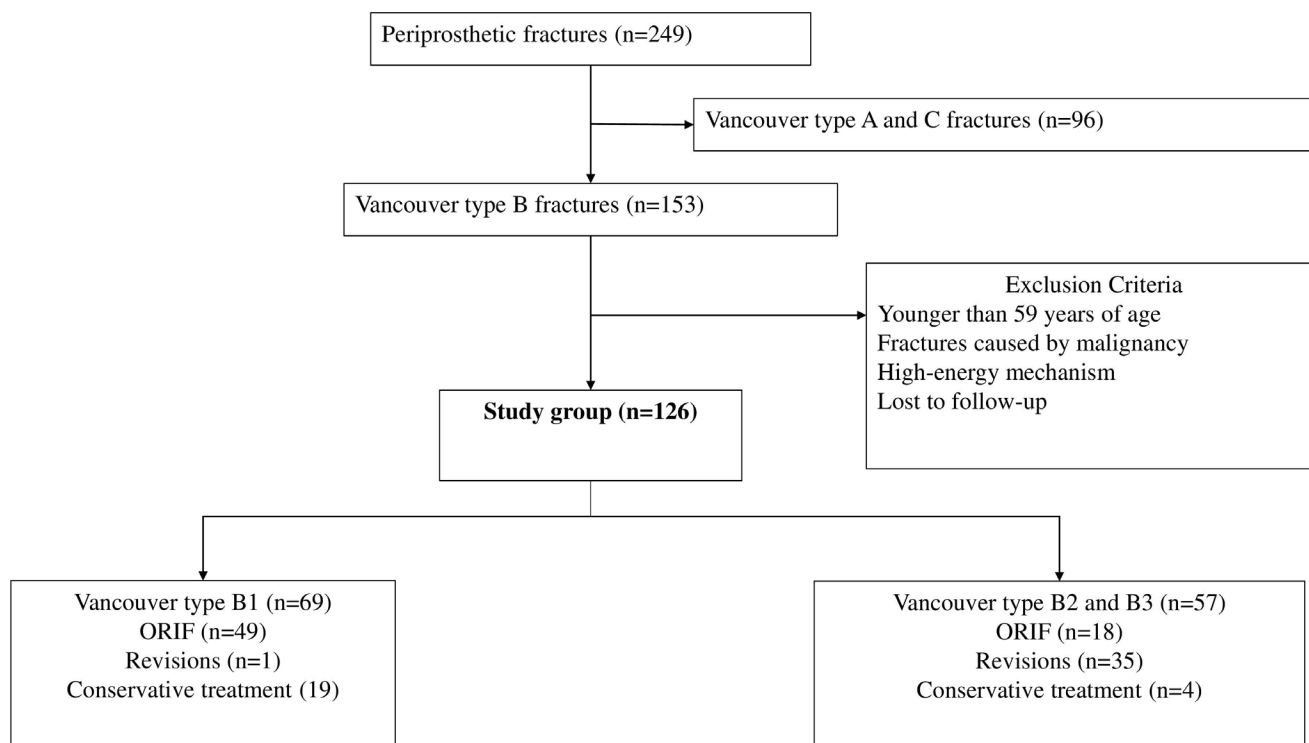 Periprosthetic fractures (n=249)
Vancouver type A and C fractures (n=96)
Vancouver type B fractures (n=153)
Exclusion Criteria
Younger than 59 years of age
Fractures caused by malignancy
High-energy mechanism
Lost to follow-up
Study group (n=126)
Vancouver type B1 (n=69)
ORIF (n=49)
Revisions (n=1)
Conservative treatment (19)
Vancouver type B2 and B3 (n=57)
ORIF (n=18)
Revisions (n=35)
Conservative treatment (n=4)